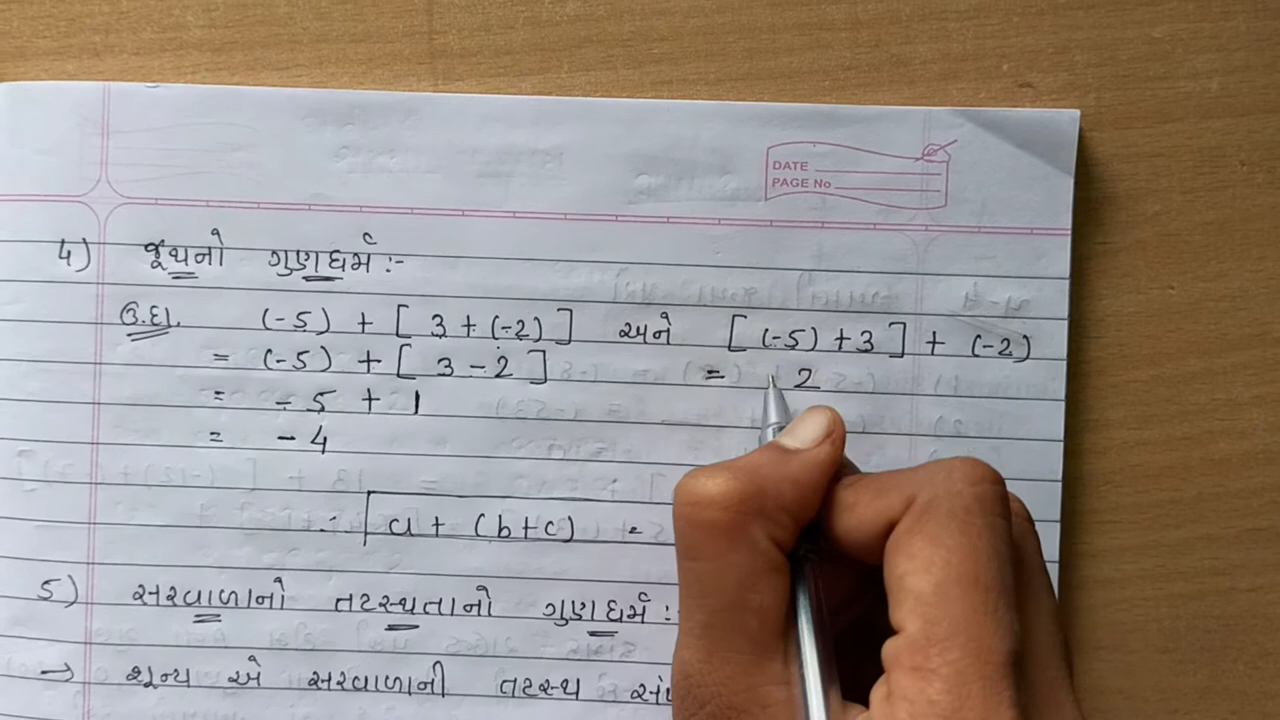 DATE
PAGE No
4) જૂથનો ગુણધર્મ :-
ઉ.દા. (-5) + [ 3 + (-2) ] અને [ (-5) + 3 ] + (-2)
= (-5) + [ 3 - 2 ] = 2
= - 5 + 1
= - 4
∴ a + (b+c) =
5) સરવાળાનો તટસ્થતાનો ગુણધર્મ :
→ શૂન્ય એ સરવાળાની તટસ્થ